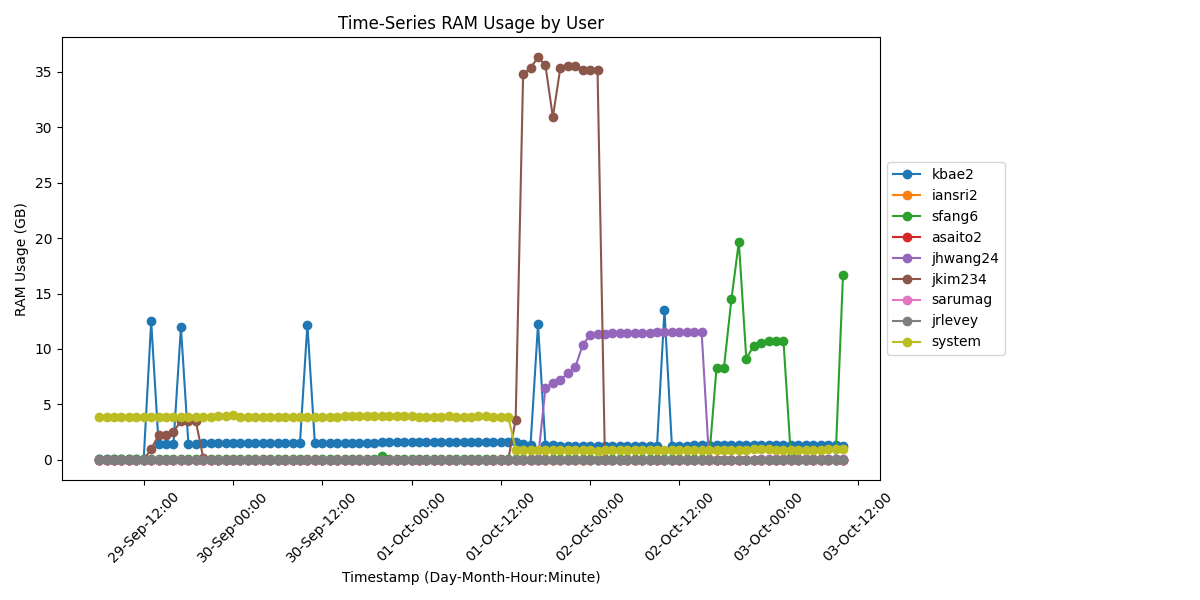 Time-Series RAM Usage by User
RAM Usage (GB)
35
30
25
20
15
10
5
0
29-Sep-12:00
30-Sep-00:00
30-Sep-12:00
01-Oct-00:00
01-Oct-12:00
02-Oct-00:00
02-Oct-12:00
03-Oct-00:00
03-Oct-12:00
Timestamp (Day-Month-Hour:Minute)
kbae2
iansri2
sfang6
asaito2
jhwang24
jkim234
sarumag
jrlevey
system